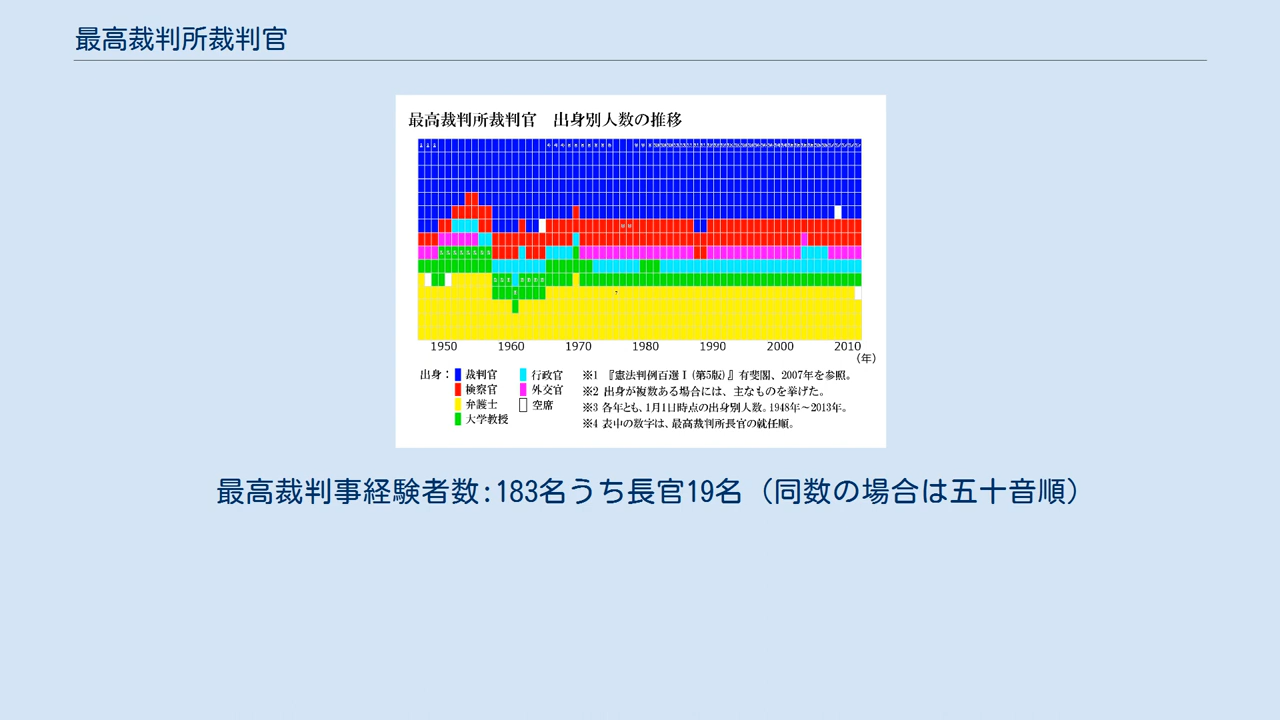 最高裁判所裁判官
最高裁判所裁判官　出身別人数の推移
1950 1960 1970 1980 1990 2000 2010
(年)
出身：
裁判官
検察官
弁護士
大学教授
行政官
外交官
空席
※1 『憲法判例百選Ⅰ(第5版)』有斐閣、2007年を参照。
※2 出身が複数ある場合には、主なものを挙げた。
※3 各年とも、1月1日時点の出身別人数。1948年～2013年。
※4 表中の数字は、最高裁判所長官の就任順。
最高裁判事経験者数:183名うち長官19名（同数の場合は五十音順）